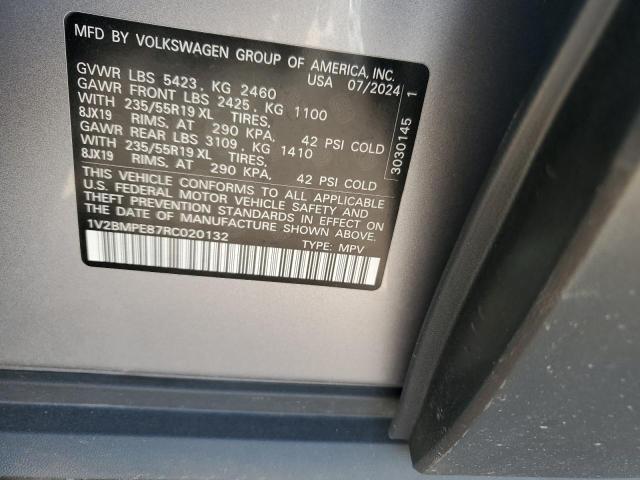 MFD BY VOLKSWAGEN GROUP OF AMERICA, INC.
USA 07/2024
GVWR LBS 5423, KG 2460
GAWR FRONT LBS 2425, KG 1100
WITH 235/55R19 XL TIRES,
8JX19 RIMS, AT 290 KPA, 42 PSI COLD
GAWR REAR LBS 3109, KG 1410
WITH 235/55R19 XL TIRES,
8JX19 RIMS, AT 290 KPA, 42 PSI COLD
THIS VEHICLE CONFORMS TO ALL APPLICABLE
U.S. FEDERAL MOTOR VEHICLE SAFETY AND
THEFT PREVENTION STANDARDS IN EFFECT ON
THE DATE OF MANUFACTURE SHOWN ABOVE.
1V2BMPE87RC020132
TYPE: MPV
3030145 1